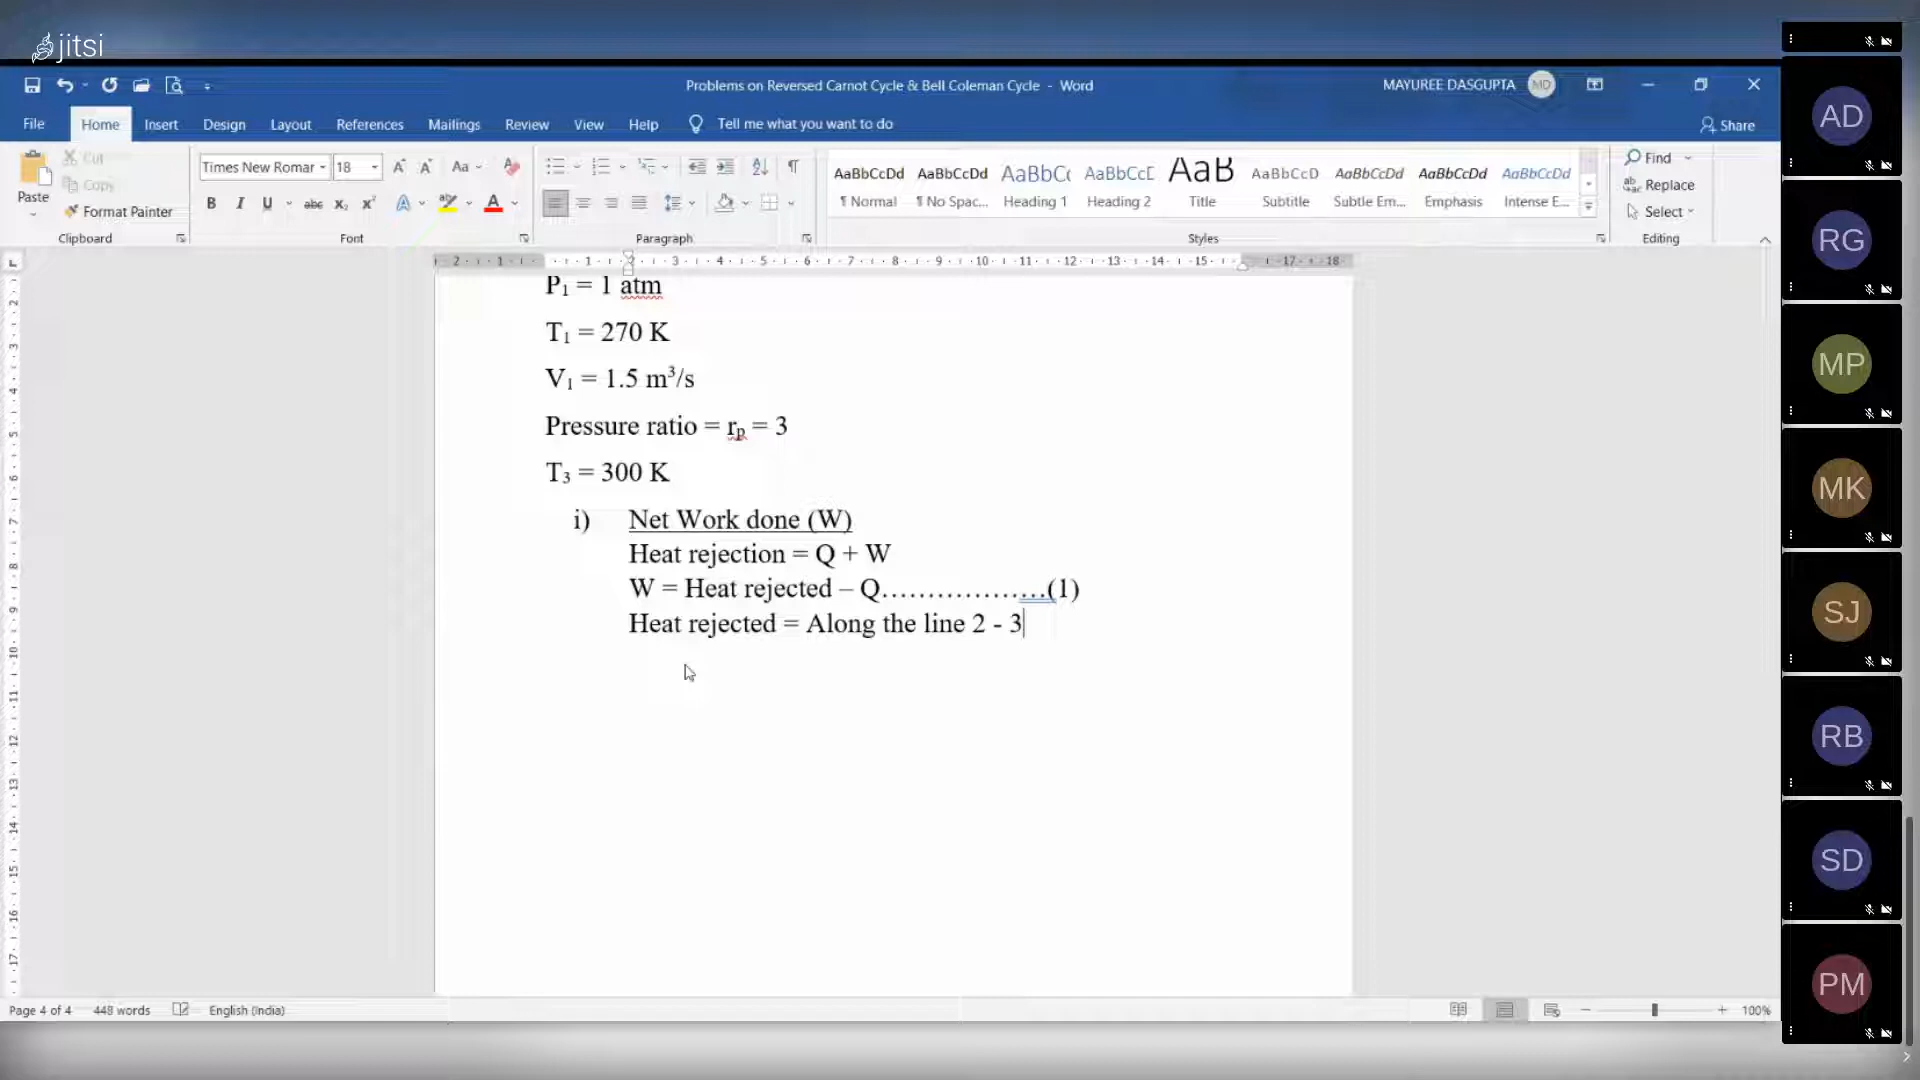 jitsi
Problems on Reversed Carnot Cycle & Bell Coleman Cycle - Word
MAYUREE DASGUPTA
MD
File Home Insert Design Layout References Mailings Review View Help Tell me what you want to do
Share
Paste
Cut
Copy
Format Painter
Clipboard
Times New Romar 18
Font
Paragraph
AaBbCcDd AaBbCcDd AaBbCc AaBbCcE AaB AaBbCcD AaBbCcDd AaBbCcDd AaBbCcDd
¶ Normal ¶ No Spac... Heading 1 Heading 2 Title Subtitle Subtle Em... Emphasis Intense E...
Styles
Find
Replace
Select
Editing
P₁ = 1 atm
T₁ = 270 K
V₁ = 1.5 m³/s
Pressure ratio = rₚ = 3
T₃ = 300 K
i) Net Work done (W)
Heat rejection = Q + W
W = Heat rejected – Q………………(1)
Heat rejected = Along the line 2 - 3
Page 4 of 4 448 words English (India)
100%
AD
RG
MP
MK
SJ
RB
SD
PM